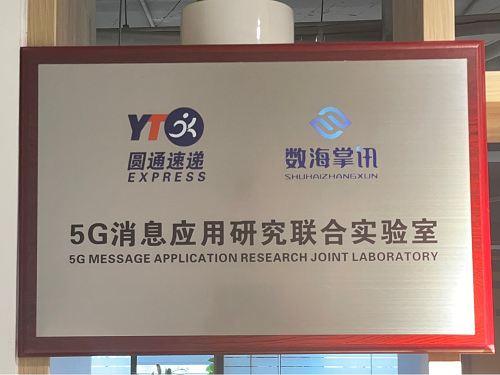 YTO
圆通速递
EXPRESS
数海掌讯
SHUHAIZHANGXUN
5G消息应用研究联合实验室
5G MESSAGE APPLICATION RESEARCH JOINT LABORATORY